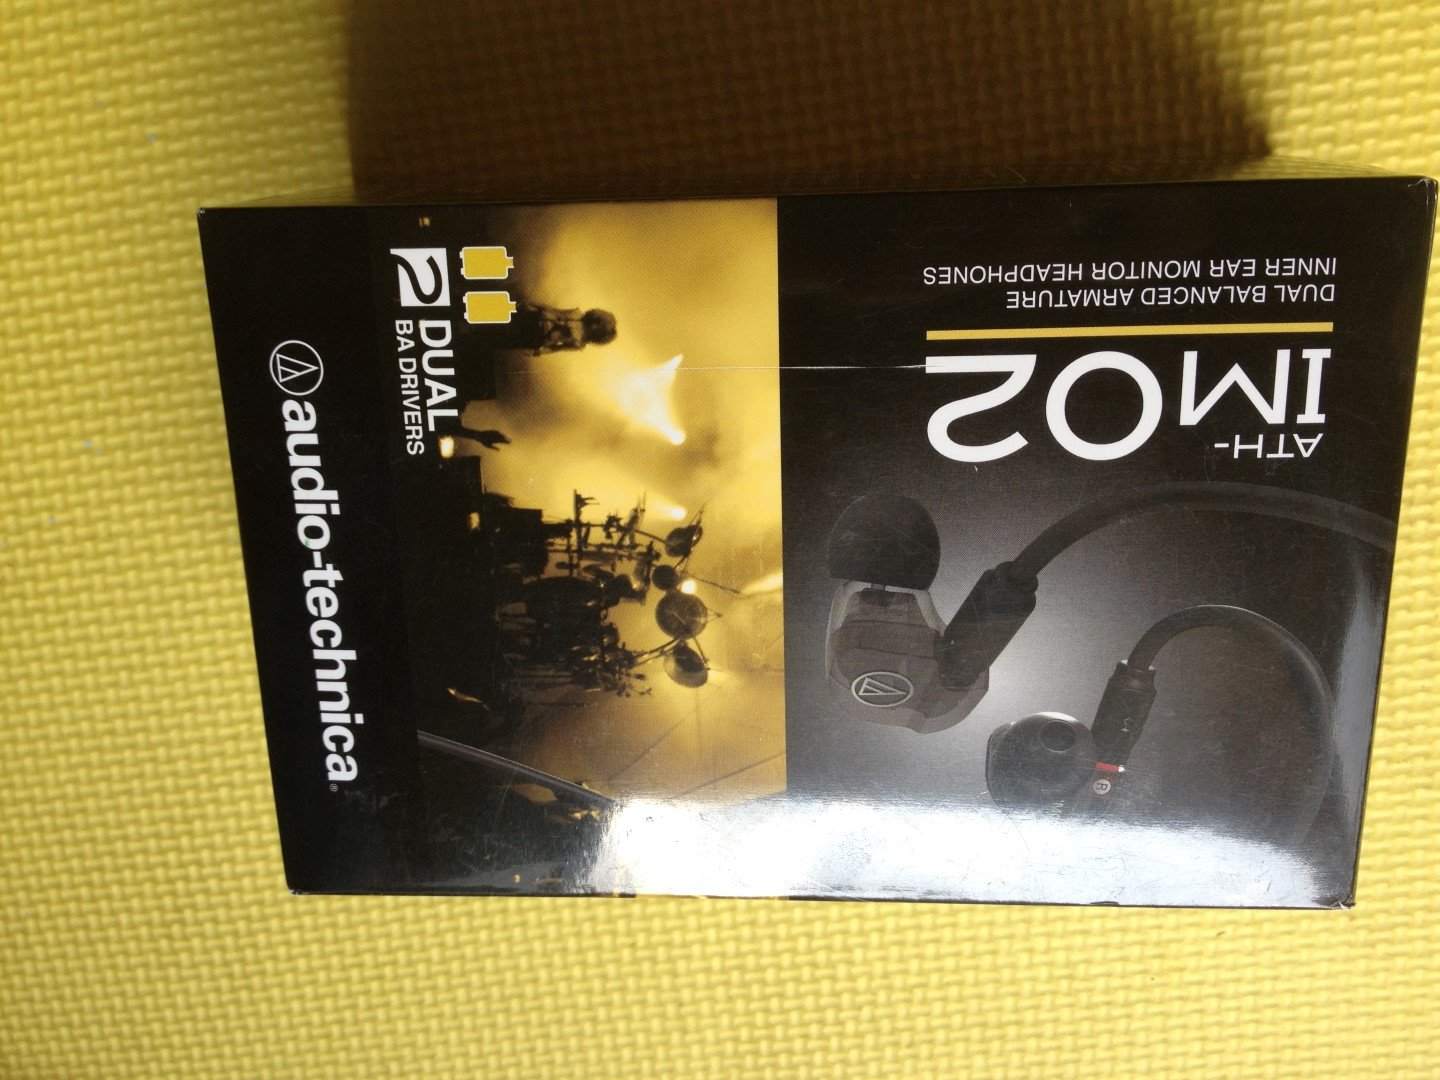 audio-technica®
2 DUAL
BA DRIVERS
ATH-
IM02
DUAL BALANCED ARMATURE
INNER EAR MONITOR HEADPHONES
R